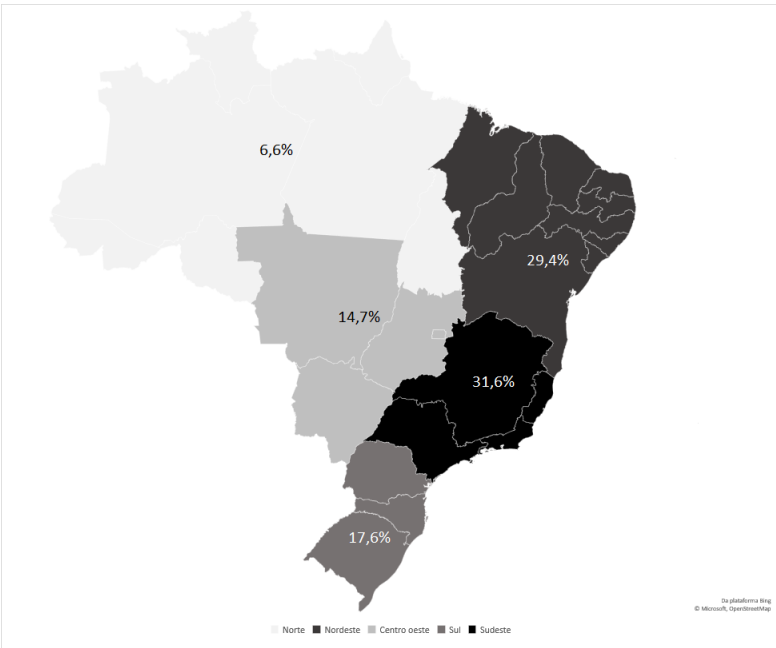 6,6%
29,4%
14,7%
31,6%
17,6%
Da plataforma Bing
© Microsoft, OpenStreetMap
Norte Nordeste Centro oeste Sul Sudeste